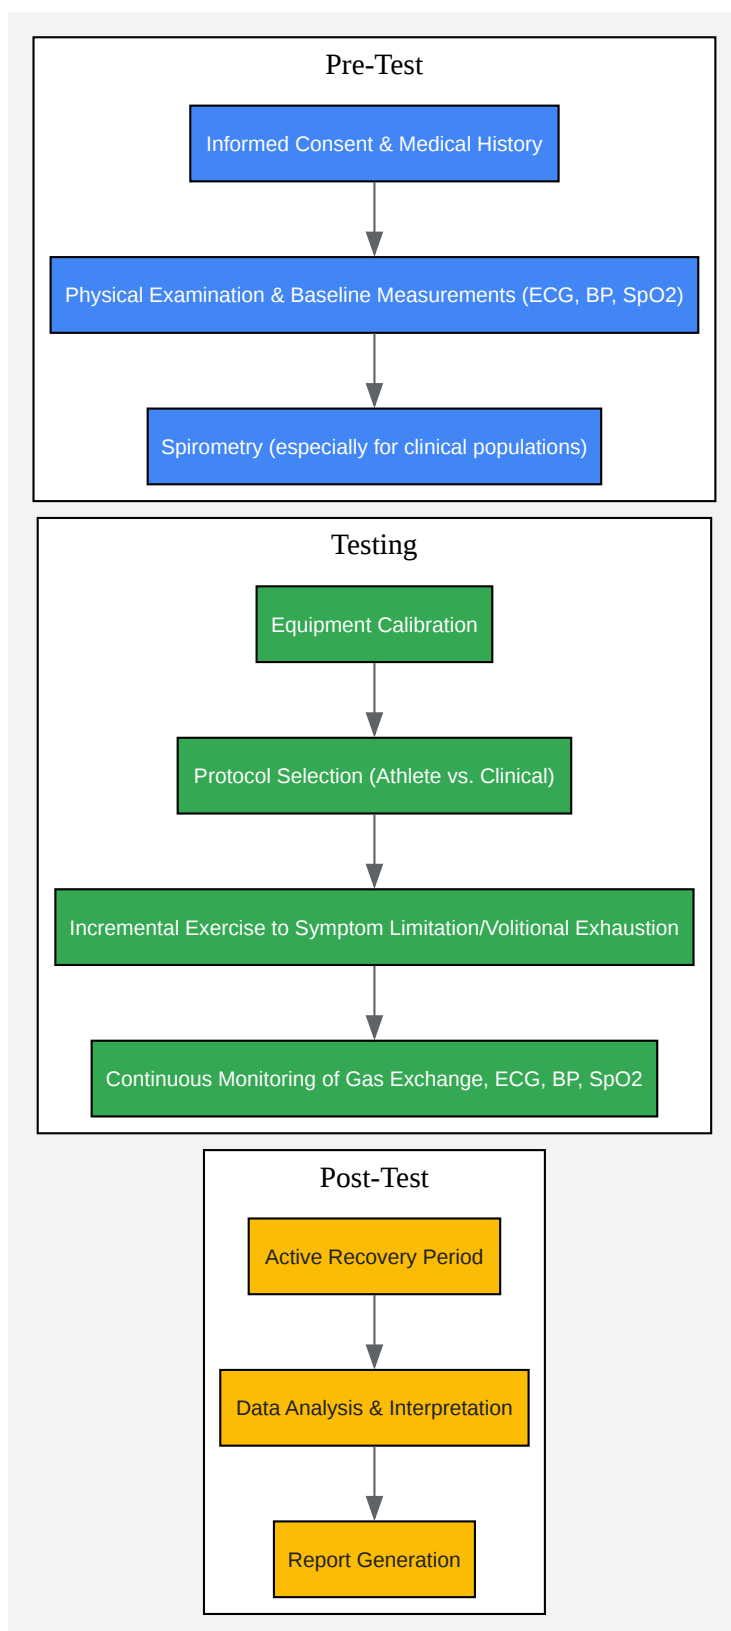 Pre-Test
Informed Consent & Medical History
Physical Examination & Baseline Measurements (ECG, BP, SpO2)
Spirometry (especially for clinical populations)
Testing
Equipment Calibration
Protocol Selection (Athlete vs. Clinical)
Incremental Exercise to Symptom Limitation/Volitional Exhaustion
Continuous Monitoring of Gas Exchange, ECG, BP, SpO2
Post-Test
Active Recovery Period
Data Analysis & Interpretation
Report Generation